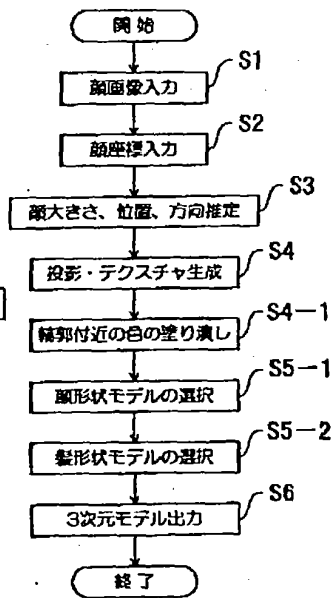 開始
S1
顔画像入力
S2
顔座標入力
S3
顔大きさ、位置、方向推定
S4
投影・テクスチャ生成
S4-1
輪郭付近の色の塗り潰し
S5-1
顔形状モデルの選択
S5-2
髪形状モデルの選択
S6
3次元モデル出力
終了